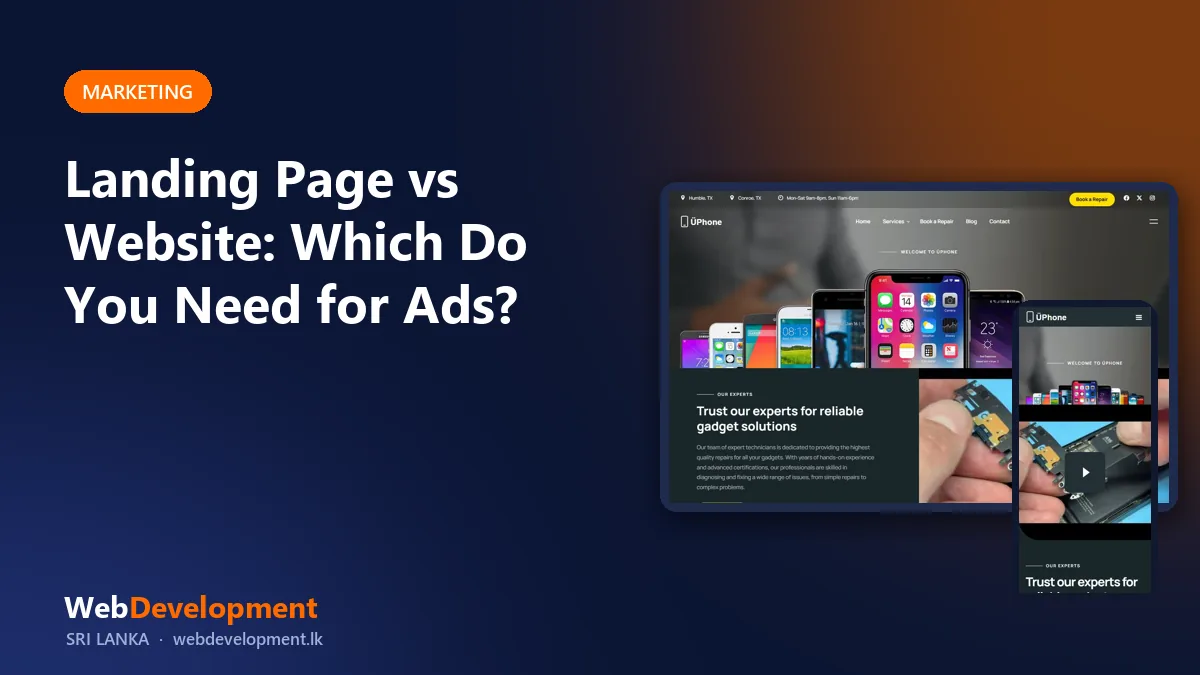 MARKETING
Landing Page vs
Website: Which Do
You Need for Ads?
Humble, TX
Conroe, TX
Mon-Sat 9am-8pm, Sun 11am-6pm
Book a Repair
ÜPhone
Home
Services
Book a Repair
Blog
Contact
WELCOME TO ÜPHONE
08:13
23°
OUR EXPERTS
Trust our experts for reliable
gadget solutions
Our team of expert technicians is dedicated to providing the highest
quality repairs for all your gadgets. With years of hands-on experience
and advanced certifications, our professionals are skilled in
diagnosing and fixing a wide range of issues, from simple repairs to
complex problems.
ÜPhone
WELCOME TO ÜPHONE
OUR EXPERTS
Trust our experts for
WebDevelopment
SRI LANKA · webdevelopment.lk